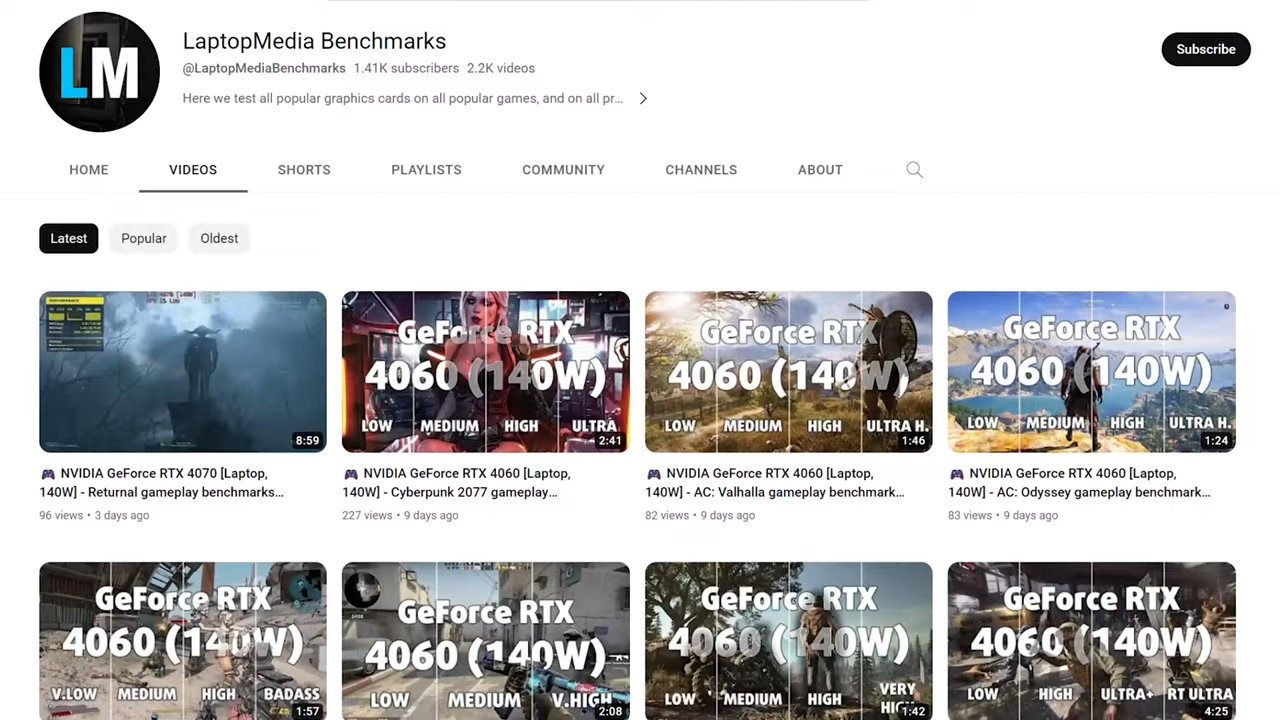 LM
LaptopMedia Benchmarks
@LaptopMediaBenchmarks 1.41K subscribers 2.2K videos
Here we test all popular graphics cards on all popular games, and on all pr...
Subscribe
HOME VIDEOS SHORTS PLAYLISTS COMMUNITY CHANNELS ABOUT
Latest Popular Oldest
PERFORMANCE
8:59
GeForce RTX
4060 (140W)
LOW MEDIUM HIGH ULTRA
2:41
GeForce RTX
4060 (140W)
LOW MEDIUM HIGH ULTRA H.
1:46
GeForce RTX
4060 (140W)
LOW MEDIUM HIGH ULTRA H.
1:24
NVIDIA GeForce RTX 4070 [Laptop,
140W] - Returnal gameplay benchmarks...
96 views • 3 days ago
NVIDIA GeForce RTX 4060 [Laptop,
140W] - Cyberpunk 2077 gameplay...
227 views • 9 days ago
NVIDIA GeForce RTX 4060 [Laptop,
140W] - AC: Valhalla gameplay benchmark...
82 views • 9 days ago
NVIDIA GeForce RTX 4060 [Laptop,
140W] - AC: Odyssey gameplay benchmark...
83 views • 9 days ago
GeForce RTX
4060 (140W)
V.LOW MEDIUM HIGH BADASS
1:57
GeForce RTX
4060 (140W)
LOW MEDIUM V.HIGH
2:08
GeForce RTX
4060 (140W)
LOW MEDIUM HIGH VERY
HIGH
1:42
GeForce RTX
4060 (140W)
LOW HIGH ULTRA+ RT ULTRA
4:25